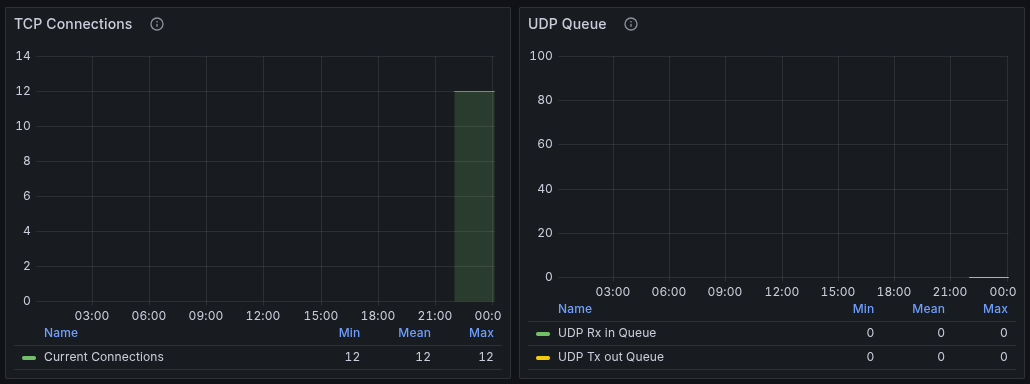 TCP Connections
14
12
10
8
6
4
2
0
03:00 06:00 09:00 12:00 15:00 18:00 21:00 00:0
Name Min Mean Max
Current Connections 12 12 12
UDP Queue
100
80
60
40
20
0
03:00 06:00 09:00 12:00 15:00 18:00 21:00 00:0
Name Min Mean Max
UDP Rx in Queue 0 0 0
UDP Tx out Queue 0 0 0